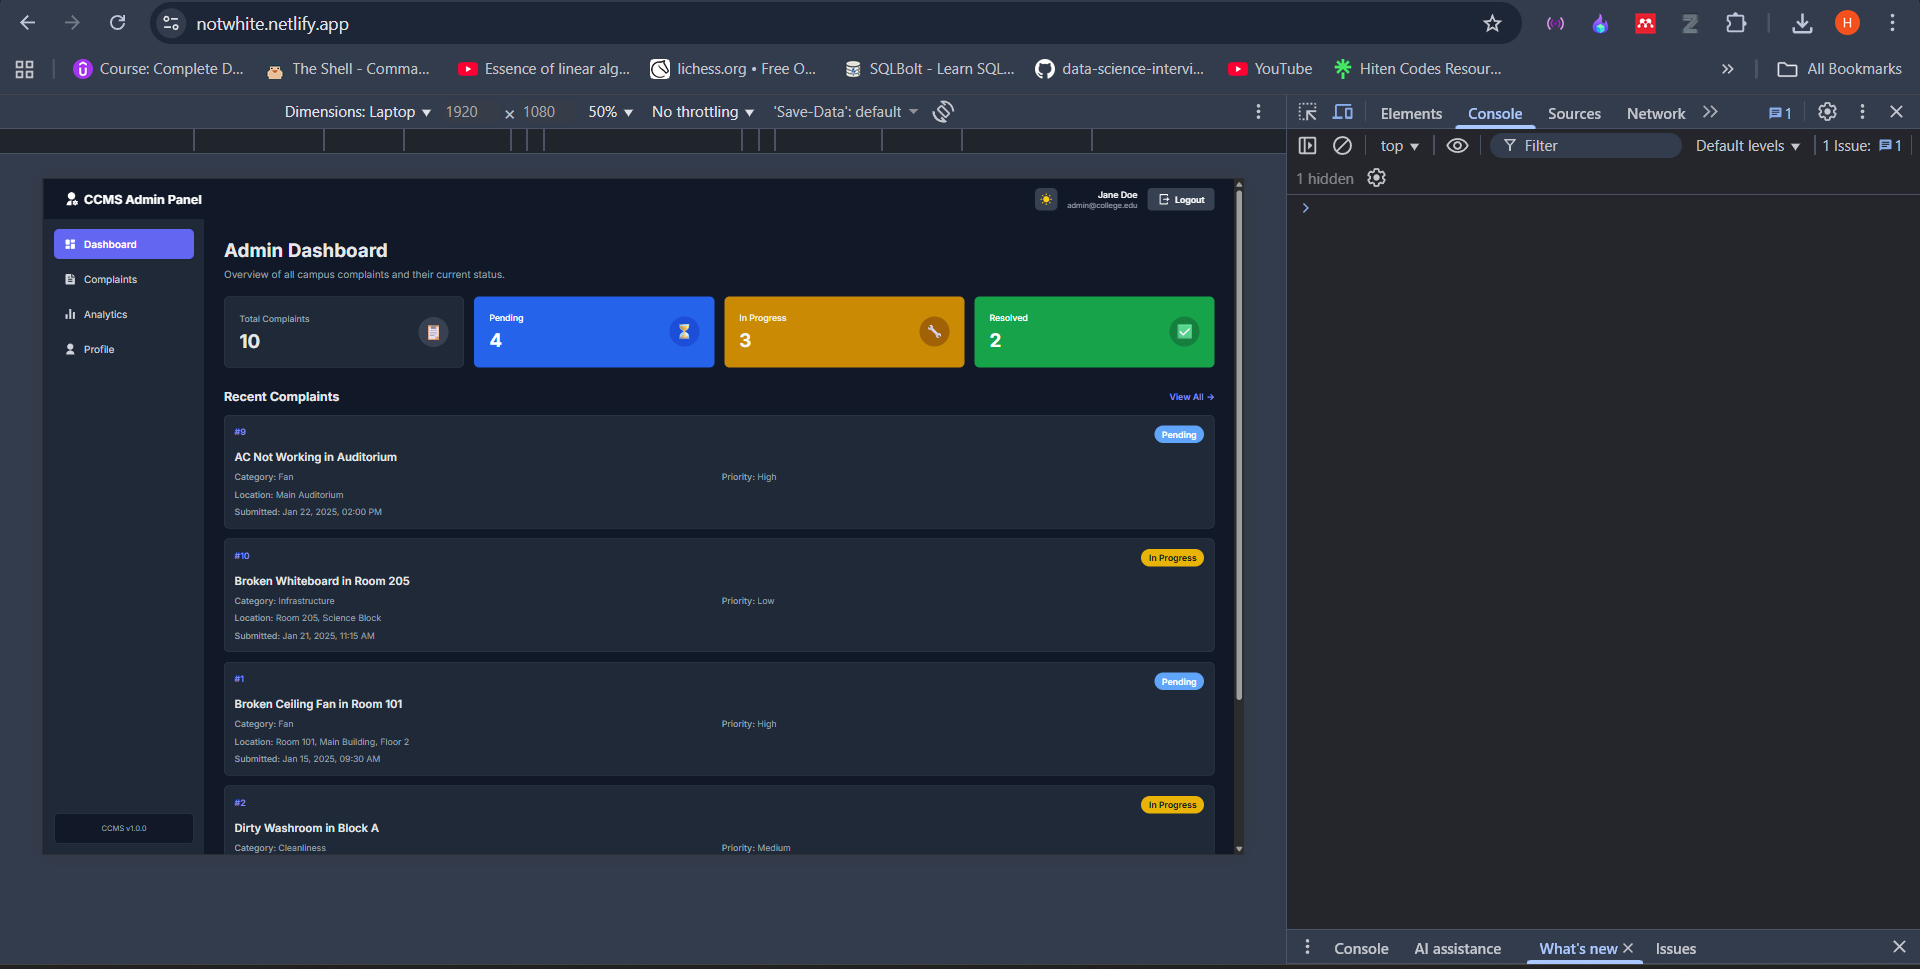 notwhite.netlify.app
H
Course: Complete D...
The Shell - Comma...
Essence of linear alg...
lichess.org • Free O...
SQLBolt - Learn SQL...
data-science-intervi...
YouTube
Hiten Codes Resour...
All Bookmarks
Dimensions: Laptop 1920 × 1080 50% No throttling 'Save-Data': default
Elements Console Sources Network 1
top Filter Default levels 1 Issue: 1
1 hidden
CCMS Admin Panel
Jane Doe
admin@college.edu
Logout
Dashboard
Complaints
Analytics
Profile
CCMS v1.0.0
Admin Dashboard
Overview of all campus complaints and their current status.
Total Complaints
10
Pending
4
In Progress
3
Resolved
2
Recent Complaints
View All →
#9
Pending
AC Not Working in Auditorium
Category: Fan
Priority: High
Location: Main Auditorium
Submitted: Jan 22, 2025, 02:00 PM
#10
In Progress
Broken Whiteboard in Room 205
Category: Infrastructure
Priority: Low
Location: Room 205, Science Block
Submitted: Jan 21, 2025, 11:15 AM
#1
Pending
Broken Ceiling Fan in Room 101
Category: Fan
Priority: High
Location: Room 101, Main Building, Floor 2
Submitted: Jan 15, 2025, 09:30 AM
#2
In Progress
Dirty Washroom in Block A
Category: Cleanliness
Priority: Medium
Console AI assistance What's new Issues